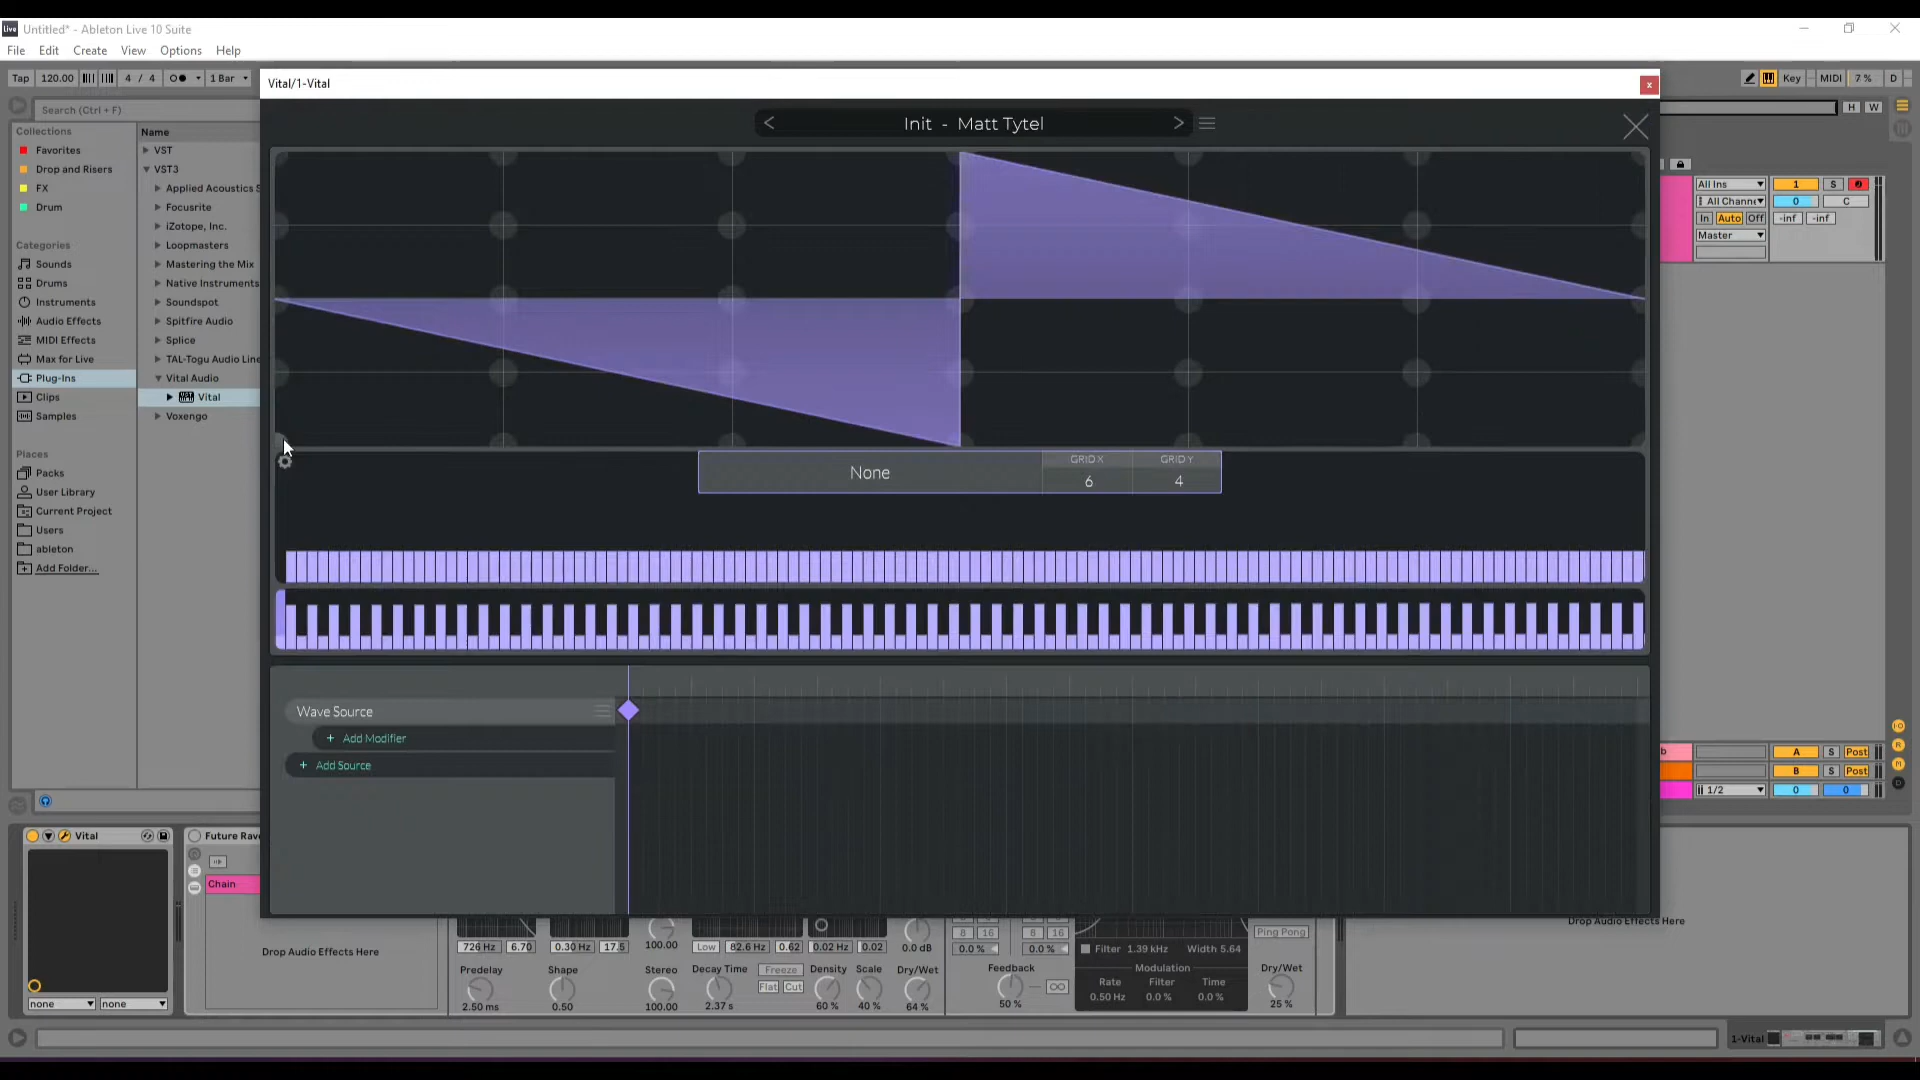 Live Untitled* - Ableton Live 10 Suite
File Edit Create View Options Help
Tap 120.00 4 / 4 1 Bar
Key MIDI 7 % D
Vital/1-Vital
x
Search (Ctrl + F)
H W
Init - Matt Tytel
Collections
Favorites
Drop and Risers
FX
Drum
Categories
Sounds
Drums
Instruments
Audio Effects
MIDI Effects
Max for Live
Plug-Ins
Clips
Samples
Places
Packs
User Library
Current Project
Users
ableton
Add Folder...
Name
VST
VST3
Applied Acoustics S
Focusrite
iZotope, Inc.
Loopmasters
Mastering the Mix
Native Instruments
Soundspot
Spitfire Audio
Splice
TAL-Togu Audio Line
Vital Audio
Vital
Voxengo
All Ins 1 S
All Channe 0 C
In Auto Off -inf -inf
Master
None
GRID X
6
GRID Y
4
Wave Source
+ Add Modifier
+ Add Source
b A S Post
B S Post
1/2 0 0
Vital
none none
Future Rave
Chain
Drop Audio Effects Here
726 Hz 6.70 0.30 Hz 17.5 100.00 Low 82.6 Hz 0.62 0.02 Hz 0.02 0.0 dB
Predelay
2.50 ms
Shape
0.50
Stereo
100.00
Decay Time
2.37 s
Freeze
Flat Cut
Density
60 %
Scale
40 %
Dry/Wet
64 %
8 16 8 16
0.0 % 0.0 %
Feedback
50 %
Filter 1.39 kHz Width 5.64
Modulation
Rate Filter Time
0.50 Hz 0.0 % 0.0 %
Ping Pong
Dry/Wet
25 %
Drop Audio Effects Here
1-Vital